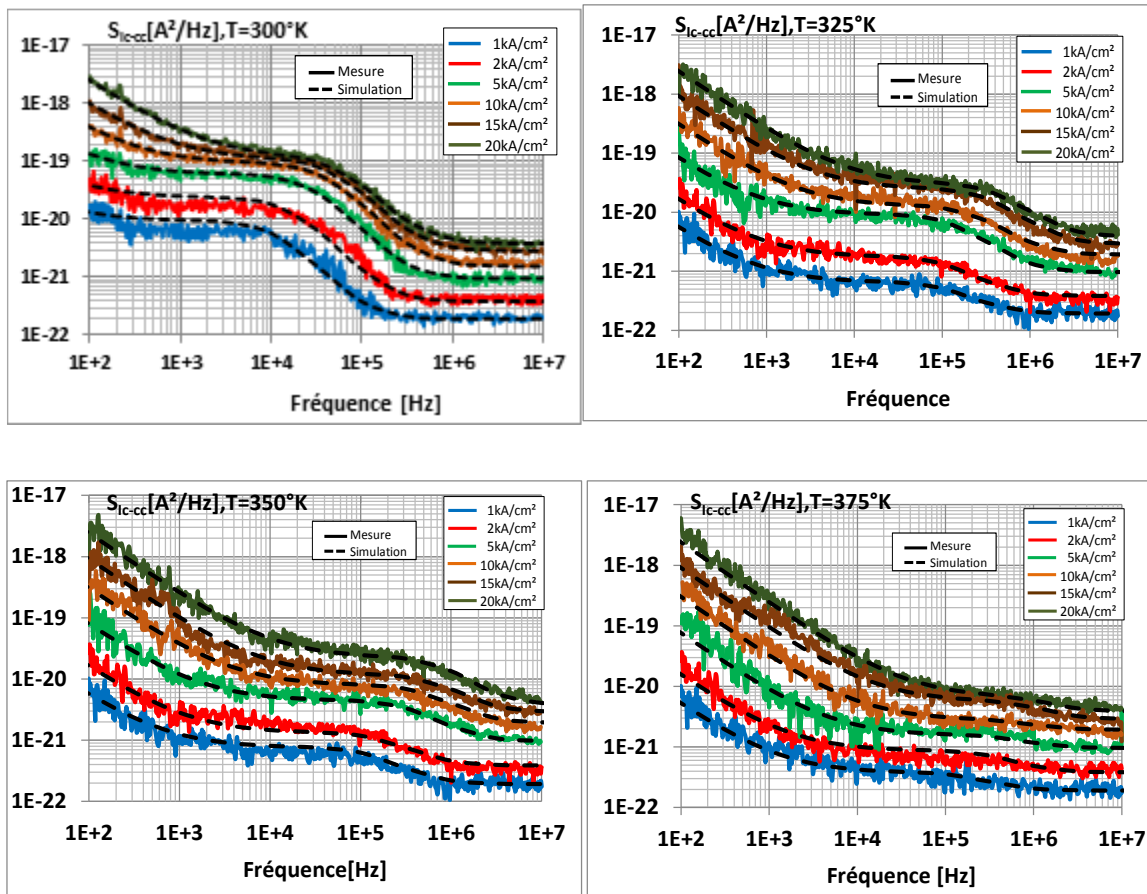 S_Ic-cc[A²/Hz],T=300°K
1E-17
1E-18
1E-19
1E-20
1E-21
1E-22
1E+2 1E+3 1E+4 1E+5 1E+6 1E+7
Fréquence [Hz]
Mesure
Simulation
1kA/cm²
2kA/cm²
5kA/cm²
10kA/cm²
15kA/cm²
20kA/cm²
S_Ic-cc[A²/Hz],T=325°K
1E-17
1E-18
1E-19
1E-20
1E-21
1E-22
1E+2 1E+3 1E+4 1E+5 1E+6 1E+7
Fréquence
Mesure
Simulation
1kA/cm²
2kA/cm²
5kA/cm²
10kA/cm²
15kA/cm²
20kA/cm²
S_Ic-cc[A²/Hz],T=350°K
1E-17
1E-18
1E-19
1E-20
1E-21
1E-22
1E+2 1E+3 1E+4 1E+5 1E+6 1E+7
Fréquence[Hz]
Mesure
Simulation
1kA/cm²
2kA/cm²
5kA/cm²
10kA/cm²
15kA/cm²
20kA/cm²
S_Ic-cc[A²/Hz],T=375°K
1E-17
1E-18
1E-19
1E-20
1E-21
1E-22
1E+2 1E+3 1E+4 1E+5 1E+6 1E+7
Fréquence [Hz]
Mesure
Simulation
1kA/cm²
2kA/cm²
5kA/cm²
10kA/cm²
15kA/cm²
20kA/cm²